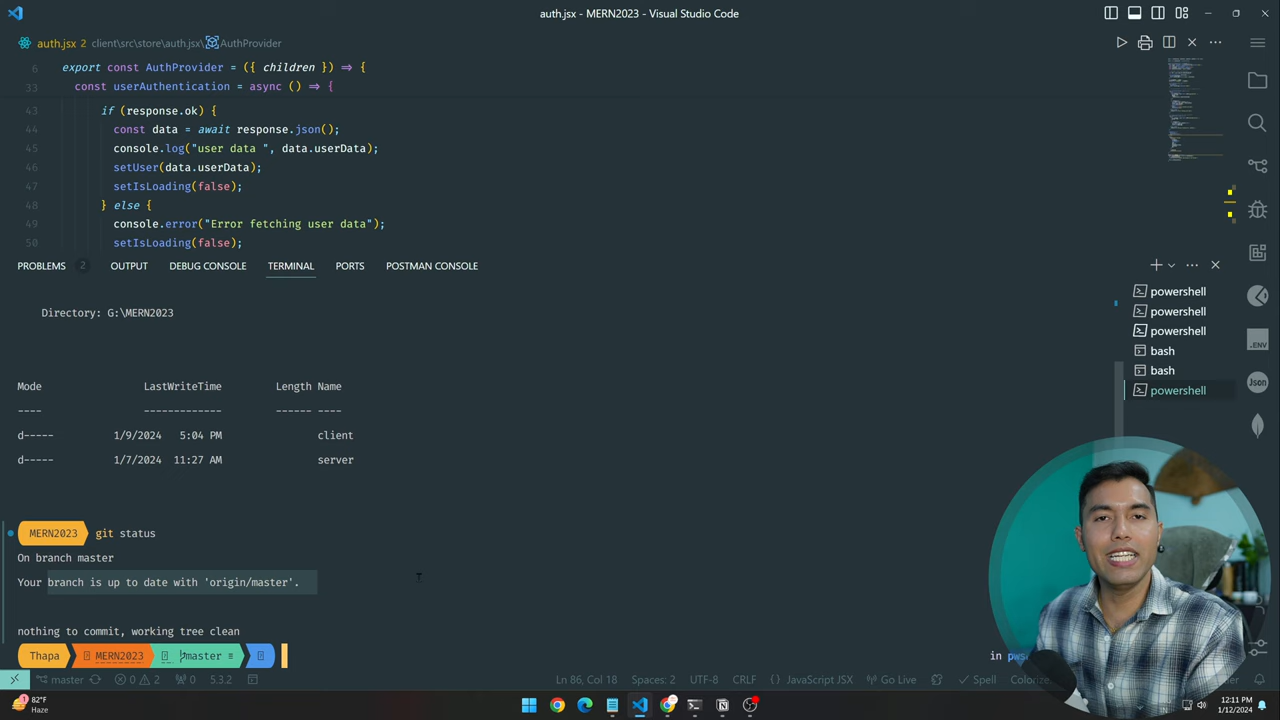 auth.jsx - MERN2023 - Visual Studio Code
auth.jsx 2 client\src\store\auth.jsx\ AuthProvider
6 export const AuthProvider = ({ children }) => {
33 const userAuthentication = async () => {
43 if (response.ok) {
44 const data = await response.json();
45 console.log("user data ", data.userData);
46 setUser(data.userData);
47 setIsLoading(false);
48 } else {
49 console.error("Error fetching user data");
50 setIsLoading(false);
PROBLEMS 2 OUTPUT DEBUG CONSOLE TERMINAL PORTS POSTMAN CONSOLE
powershell
powershell
powershell
bash
bash
powershell
.ENV
Json
Directory: G:\MERN2023
Mode LastWriteTime Length Name
---- ------------- ------ ----
d----- 1/9/2024 5:04 PM client
d----- 1/7/2024 11:27 AM server
MERN2023 git status
On branch master
Your branch is up to date with 'origin/master'.
nothing to commit, working tree clean
Thapa MERN2023 master ≡ in
master 0 2 0 5.3.2 Ln 86, Col 18 Spaces: 2 UTF-8 CRLF { } JavaScript JSX Go Live Spell
82°F
Haze
12:11 PM
1/12/2024